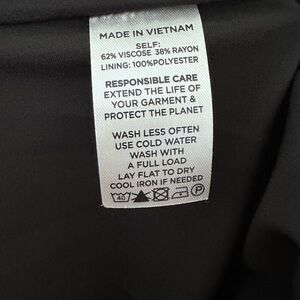 MADE IN VIETNAM
SELF:
62% VISCOSE 38% RAYON
LINING: 100%POLYESTER
RESPONSIBLE CARE
EXTEND THE LIFE OF
YOUR GARMENT &
PROTECT THE PLANET
WASH LESS OFTEN
USE COLD WATER
WASH WITH
A FULL LOAD
LAY FLAT TO DRY
COOL IRON IF NEEDED
40 P